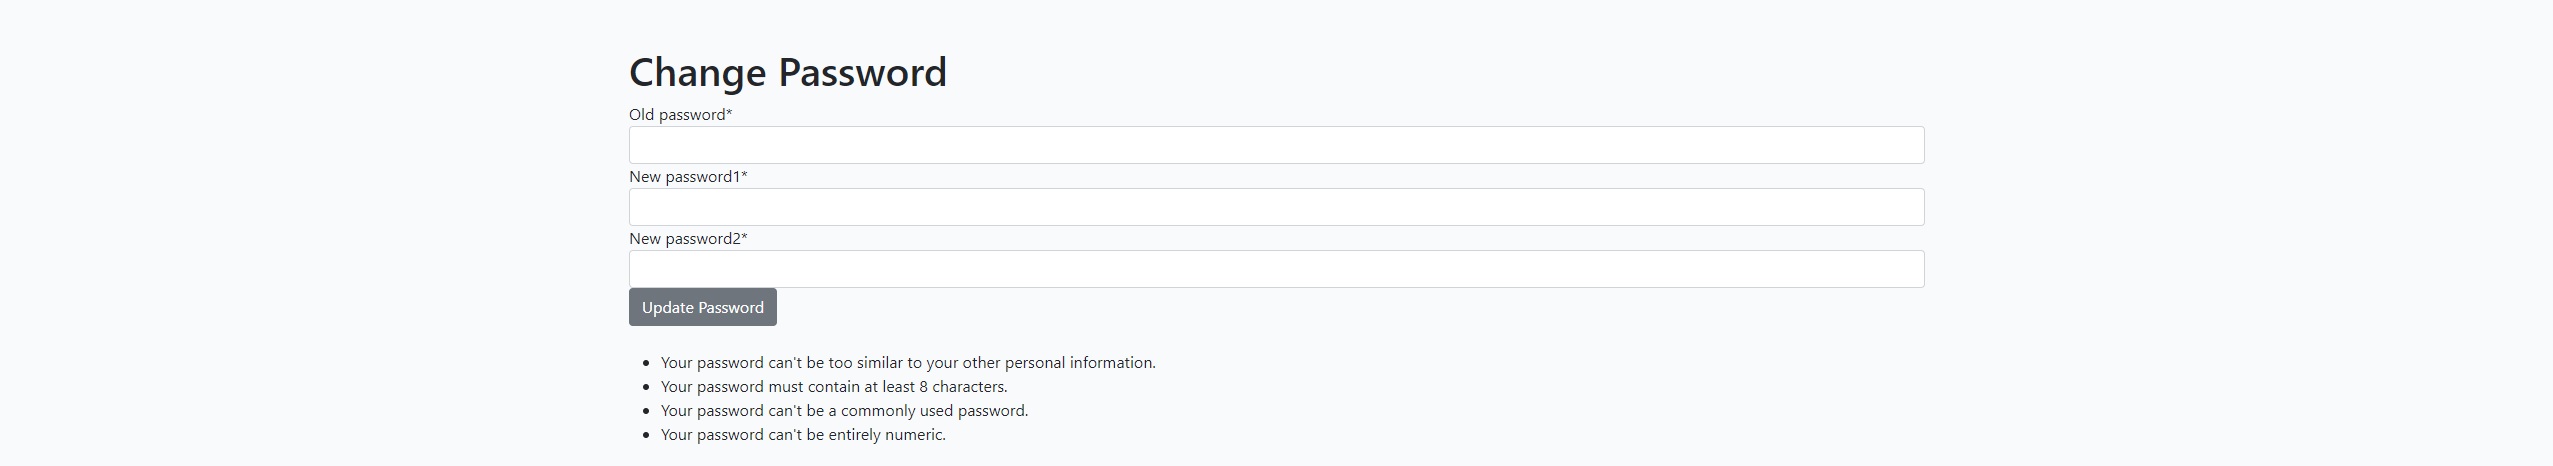 Change Password
Old password*
New password1*
New password2*
Update Password
Your password can't be too similar to your other personal information.
Your password must contain at least 8 characters.
Your password can't be a commonly used password.
Your password can't be entirely numeric.